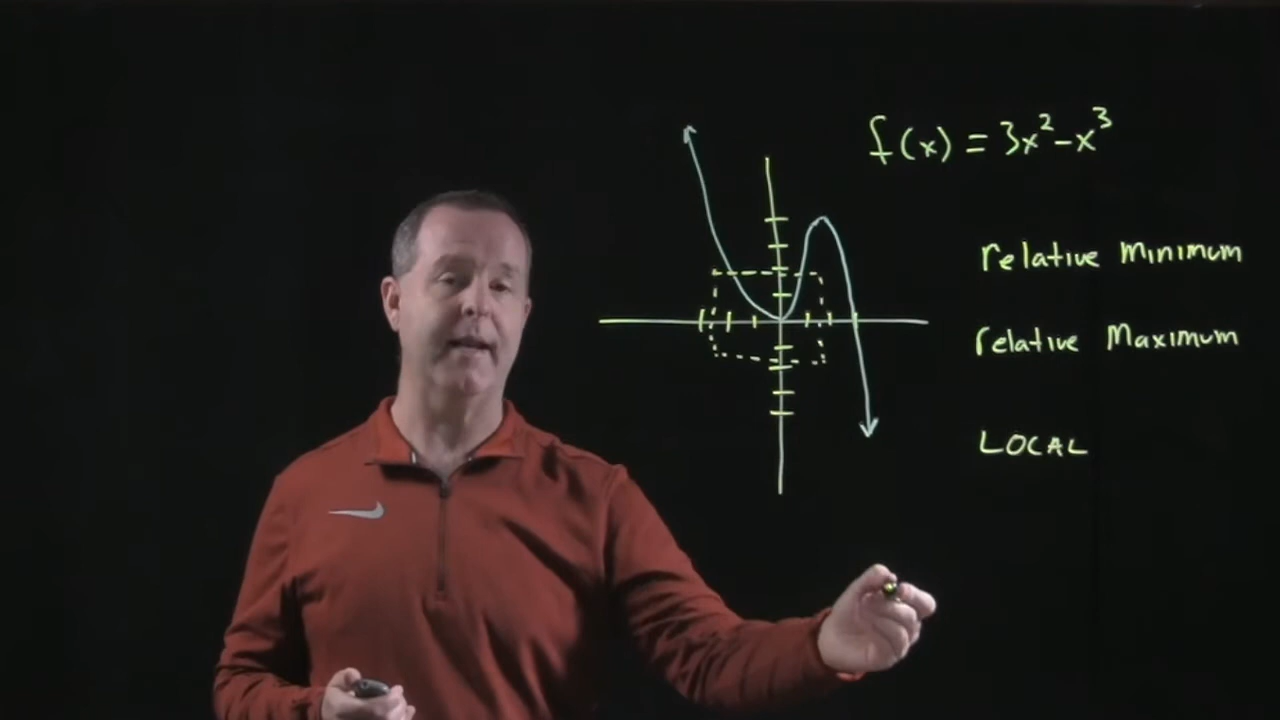 f(x) = 3x²-x³
relative minimum
relative Maximum
LOCAL